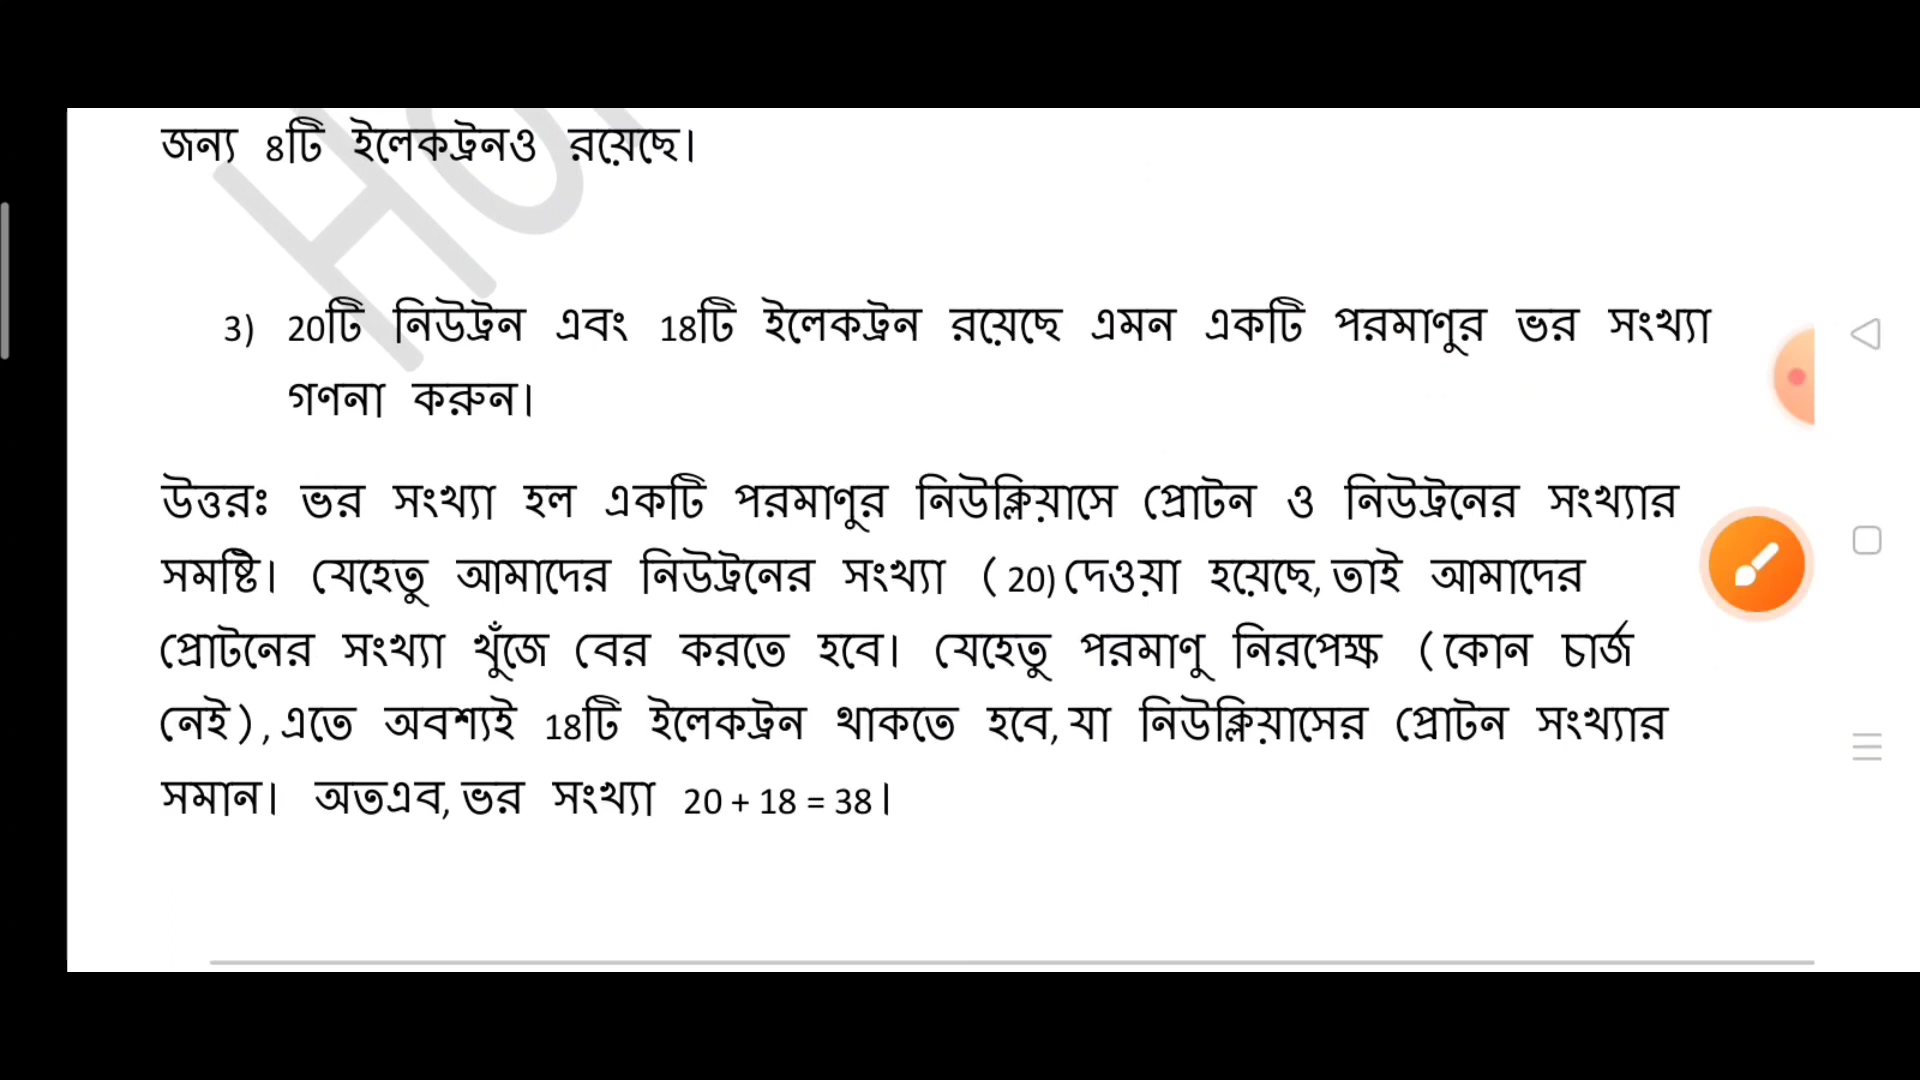 জন্য 8টি ইলেকট্রনও রয়েছে।
3) 20টি নিউট্রন এবং 18টি ইলেকট্রন রয়েছে এমন একটি পরমাণুর ভর সংখ্যা
গণনা করুন।
উত্তরঃ ভর সংখ্যা হল একটি পরমাণুর নিউক্লিয়াসে প্রোটন ও নিউট্রনের সংখ্যার
সমষ্টি। যেহেতু আমাদের নিউট্রনের সংখ্যা (20) দেওয়া হয়েছে, তাই আমাদের
প্রোটনের সংখ্যা খুঁজে বের করতে হবে। যেহেতু পরমাণু নিরপেক্ষ (কোন চার্জ
নেই), এতে অবশ্যই 18টি ইলেকট্রন থাকতে হবে, যা নিউক্লিয়াসের প্রোটন সংখ্যার
সমান। অতএব, ভর সংখ্যা 20 + 18 = 38।